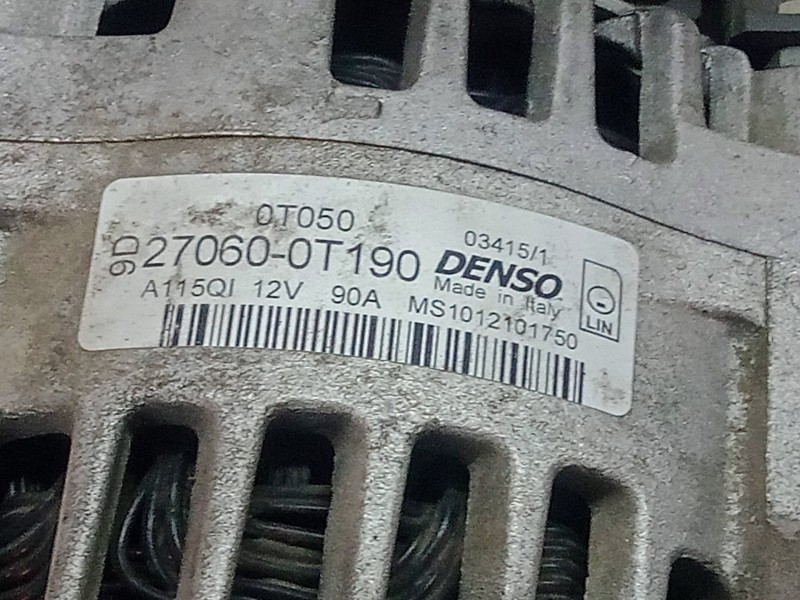 0T050
03415/1
9D 27060-0T190 DENSO
Made in Italy
A115QI 12V 90A MS1012101750
LIN